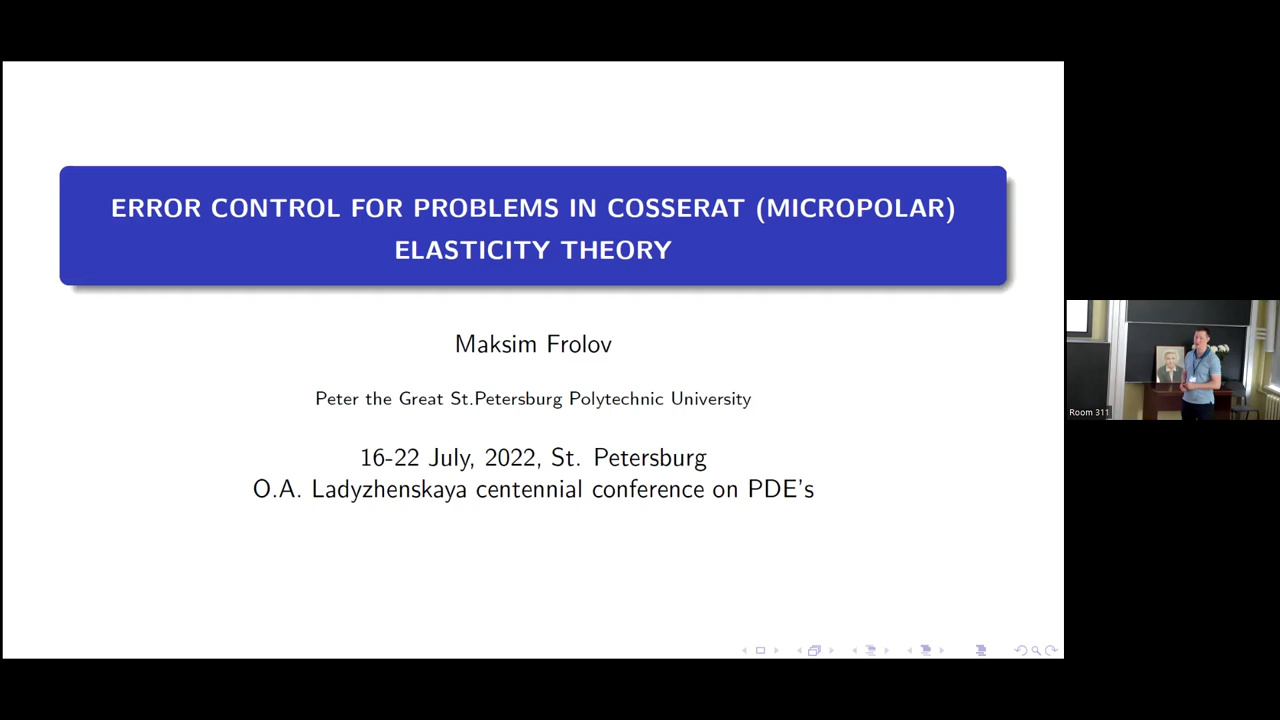 ERROR CONTROL FOR PROBLEMS IN COSSERAT (MICROPOLAR)
ELASTICITY THEORY
Maksim Frolov
Peter the Great St.Petersburg Polytechnic University
16-22 July, 2022, St. Petersburg
O.A. Ladyzhenskaya centennial conference on PDE's
Room 311